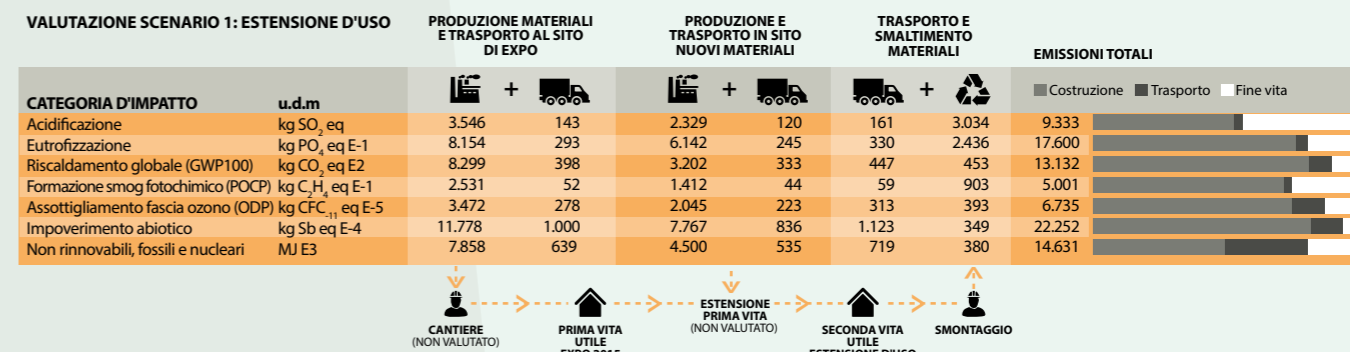 VALUTAZIONE SCENARIO 1: ESTENSIONE D'USO
PRODUZIONE MATERIALI
E TRASPORTO AL SITO
DI EXPO
PRODUZIONE E
TRASPORTO IN SITO
NUOVI MATERIALI
TRASPORTO E
SMALTIMENTO
MATERIALI
EMISSIONI TOTALI
+ + +
Costruzione Trasporto Fine vita
CATEGORIA D'IMPATTO u.d.m
Acidificazione kg SO2 eq 3.546 143 2.329 120 161 3.034 9.333
Eutrofizzazione kg PO4 eq E-1 8.154 293 6.142 245 330 2.436 17.600
Riscaldamento globale (GWP100) kg CO2 eq E2 8.299 398 3.202 333 447 453 13.132
Formazione smog fotochimico (POCP) kg C2H4 eq E-1 2.531 52 1.412 44 59 903 5.001
Assottigliamento fascia ozono (ODP) kg CFC-11 eq E-5 3.472 278 2.045 223 313 393 6.735
Impoverimento abiotico kg Sb eq E-4 11.778 1.000 7.767 836 1.123 349 22.252
Non rinnovabili, fossili e nucleari MJ E3 7.858 639 4.500 535 719 380 14.631
CANTIERE
(NON VALUTATO)
PRIMA VITA
UTILE
EXPO 2015
ESTENSIONE
PRIMA VITA
(NON VALUTATO)
SECONDA VITA
UTILE
ESTENSIONE D'USO
SMONTAGGIO